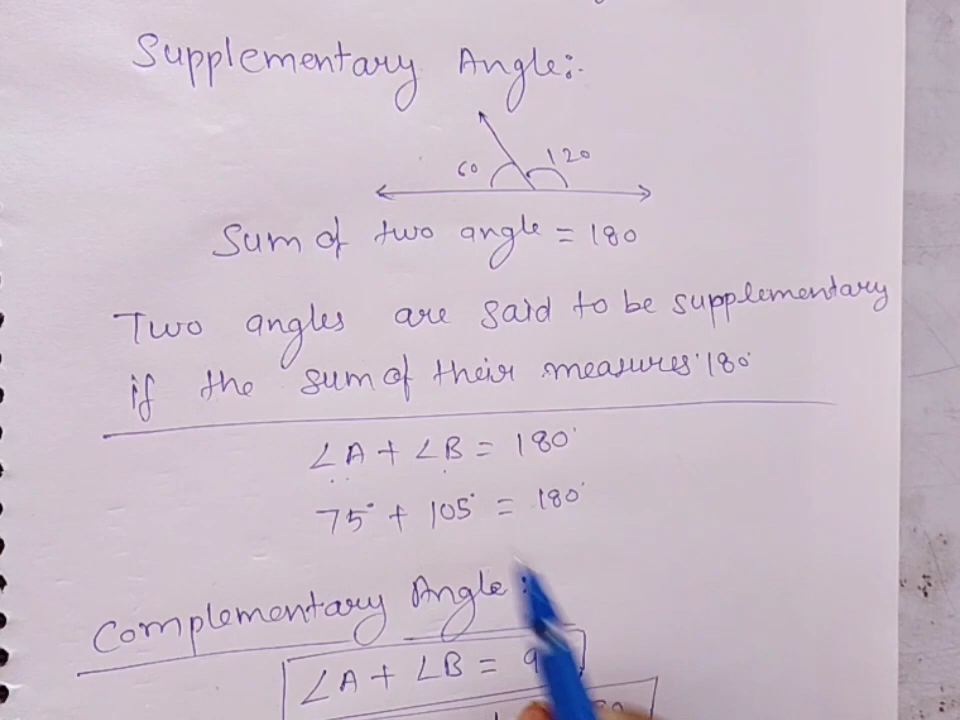 Supplementary Angle:-
60 120
Sum of two angle = 180
Two angles are said to be supplementary
if the sum of their measures 180°
∠A + ∠B = 180°
75° + 105° = 180°
Complementary Angle:
∠A + ∠B = 9